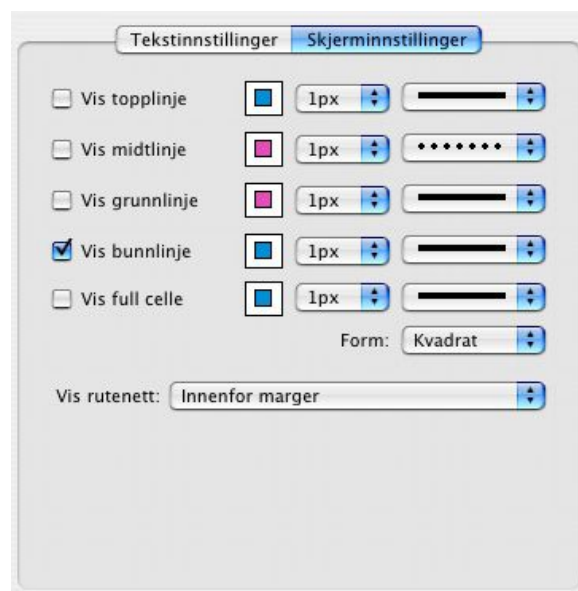 Tekstinnstillinger Skjerminnstillinger
Vis topplinje 1px
Vis midtlinje 1px
Vis grunnlinje 1px
Vis bunnlinje 1px
Vis full celle 1px
Form: Kvadrat
Vis rutenett: Innenfor marger